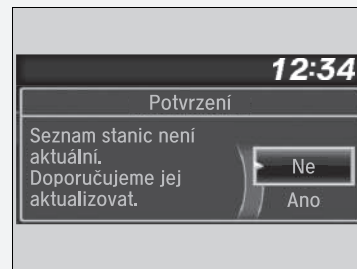 12:34
Potvrzení
Seznam stanic není
aktuální.
Doporučujeme jej
aktualizovat.
Ne
Ano